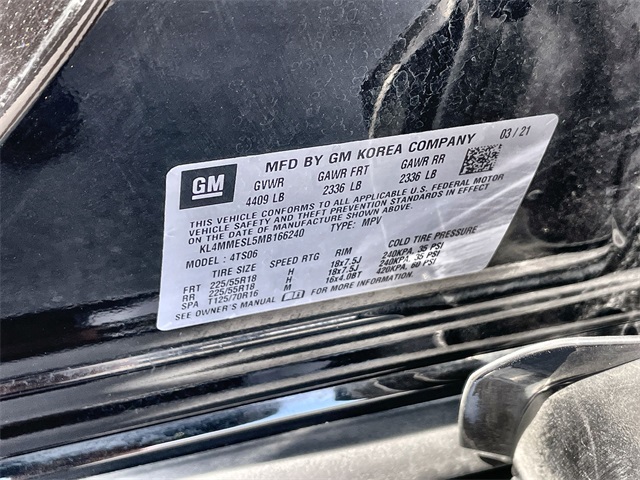 GM
MFD BY GM KOREA COMPANY 03 / 21
GVWR GAWR FRT GAWR RR
4409 LB 2336 LB 2336 LB
THIS VEHICLE CONFORMS TO ALL APPLICABLE U.S. FEDERAL MOTOR
VEHICLE SAFETY AND THEFT PREVENTION STANDARDS IN EFFECT
ON THE DATE OF MANUFACTURE SHOWN ABOVE.
KL4MMESL5MB166240 TYPE: MPV
MODEL: 4TS06
TIRE SIZE SPEED RTG RIM COLD TIRE PRESSURE
FRT 225/55R18 H 18x7.5J 240KPA, 35 PSI
RR 225/55R18 H 18x7.5J 240KPA, 35 PSI
SPA T125/70R16 M 16x4.0BT 420KPA, 60 PSI
SEE OWNER'S MANUAL FOR MORE INFORMATION.